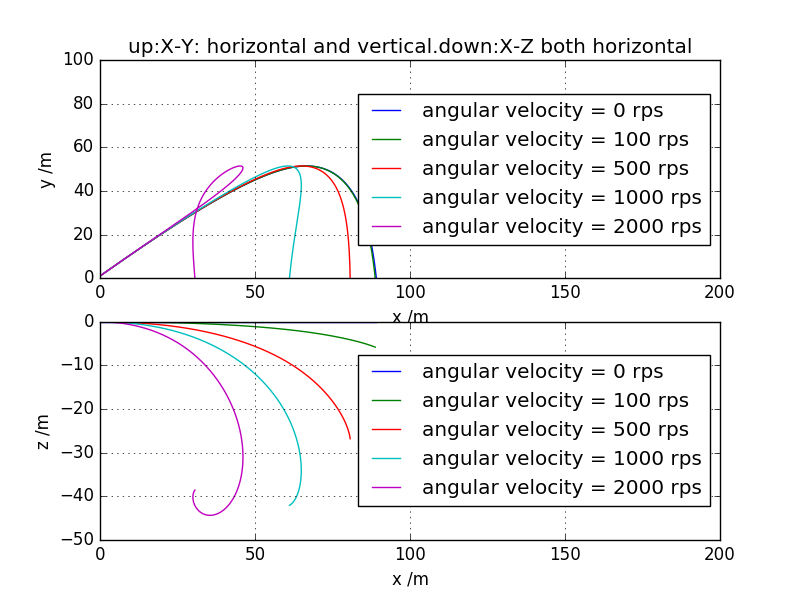 up:X-Y: horizontal and vertical.down:X-Z both horizontal
100
80
60
40
20
0
y /m
angular velocity = 0 rps
angular velocity = 100 rps
angular velocity = 500 rps
angular velocity = 1000 rps
angular velocity = 2000 rps
0 50 100 150 200
x /m
0
−10
−20
−30
−40
−50
z /m
angular velocity = 0 rps
angular velocity = 100 rps
angular velocity = 500 rps
angular velocity = 1000 rps
angular velocity = 2000 rps
0 50 100 150 200
x /m